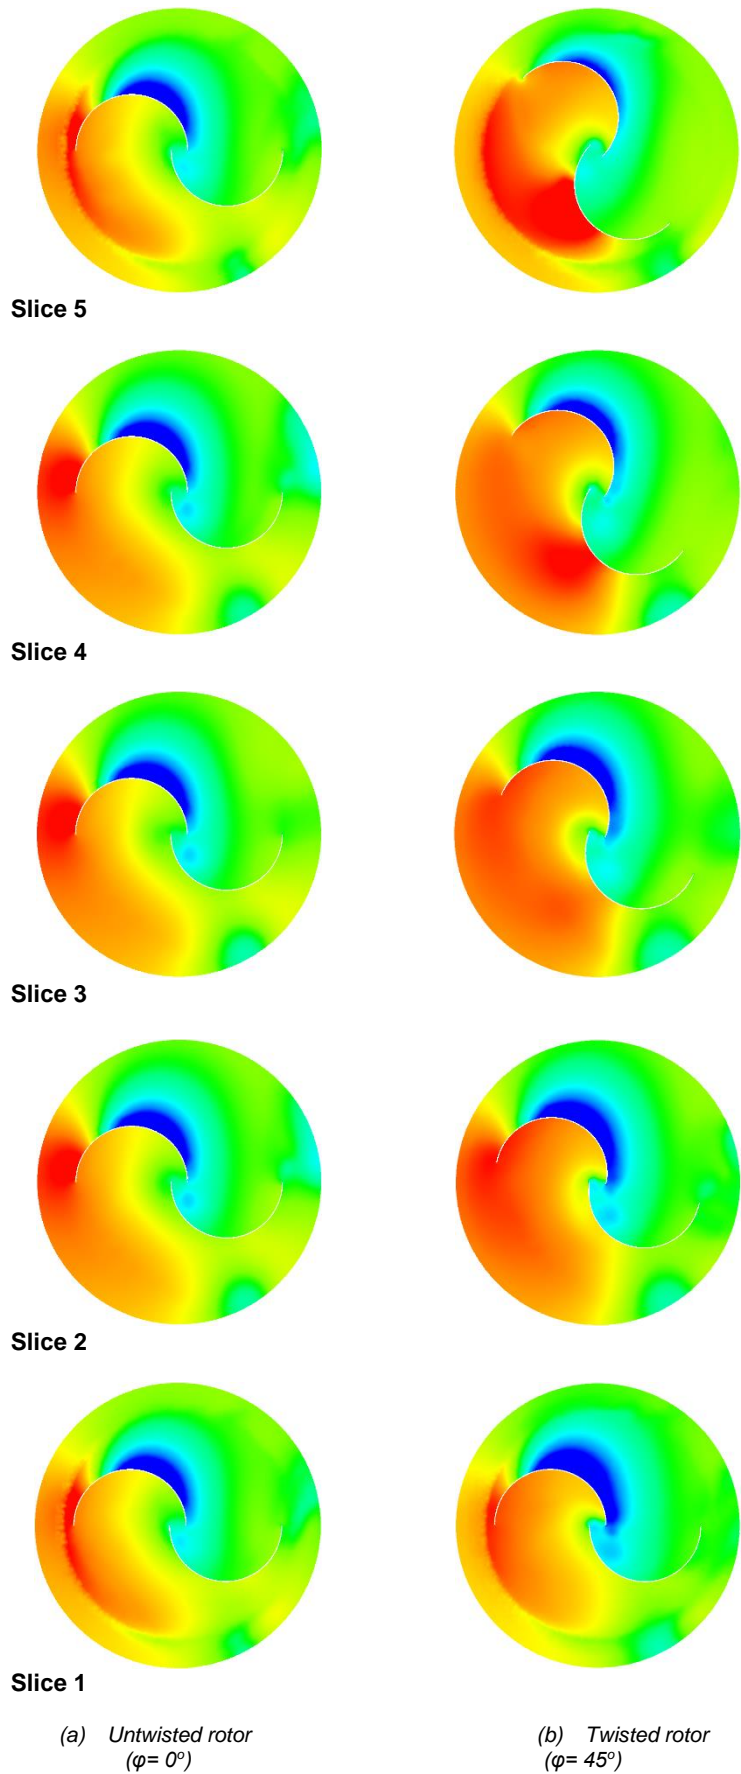 Slice 5
Slice 4
Slice 3
Slice 2
Slice 1
(a) Untwisted rotor
(φ= 0°)
(b) Twisted rotor
(φ= 45°)